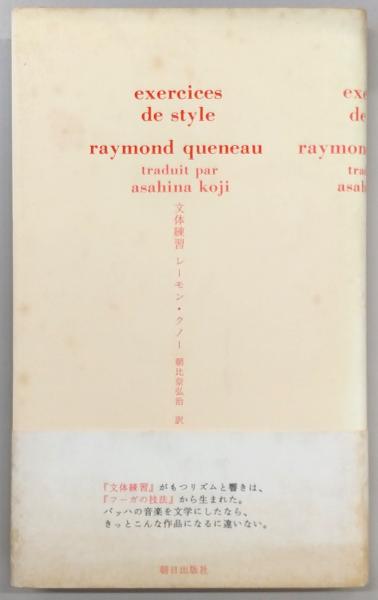 exercices
de style
raymond queneau
traduit par
asahina koji
exe
de
raymon
tra
asah
文体練習 レーモン・クノー 朝比奈弘治 訳
『文体練習』がもつリズムと響きは、
『フーガの技法』から生まれた。
バッハの音楽を文学にしたなら、
きっとこんな作品になるに違いない。
朝日出版社